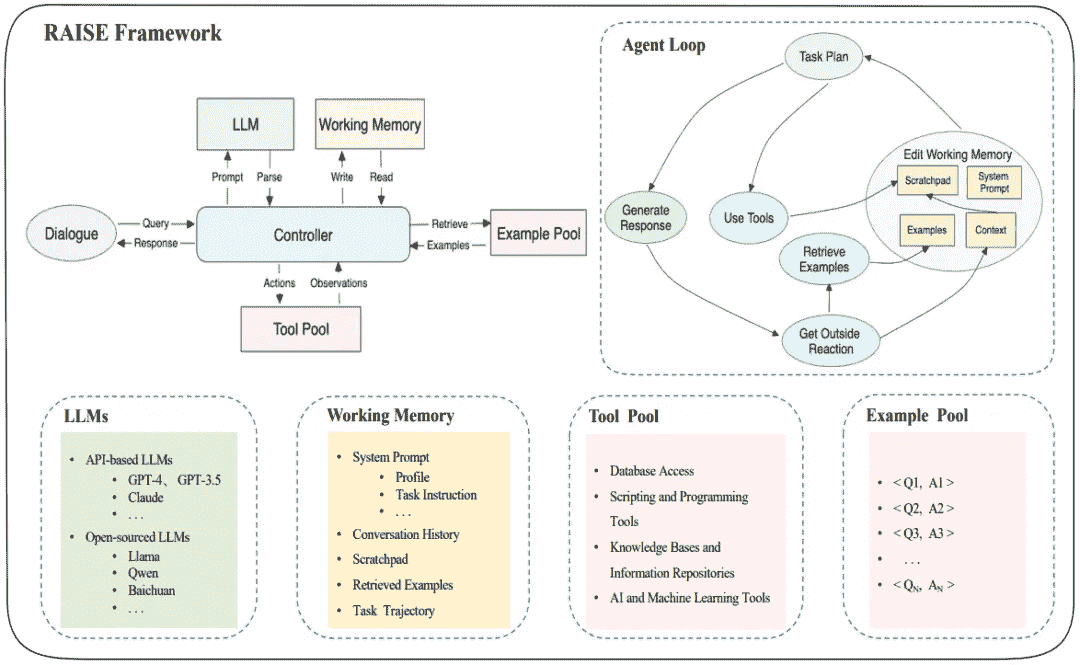 RAISE Framework
LLM
Working Memory
Prompt
Parse
Write
Read
Dialogue
Query
Response
Controller
Retrieve
Examples
Example Pool
Actions
Observations
Tool Pool
Agent Loop
Task Plan
Edit Working Memory
Scratchpad
System
Prompt
Examples
Context
Generate
Response
Use Tools
Retrieve
Examples
Get Outside
Reaction
LLMs
• API-based LLMs
• GPT-4、GPT-3.5
• Claude
• . . .
• Open-sourced LLMs
• Llama
• Qwen
• Baichuan
• . . .
Working Memory
• System Prompt
• Profile
• Task Instruction
• . . .
• Conversation History
• Scratchpad
• Retrieved Examples
• Task Trajectory
Tool Pool
• Database Access
• Scripting and Programming
Tools
• Knowledge Bases and
Information Repositories
• AI and Machine Learning Tools
Example Pool
• < Q1, A1 >
• < Q2, A2 >
• < Q3, A3 >
• . . .
• < QN, AN >